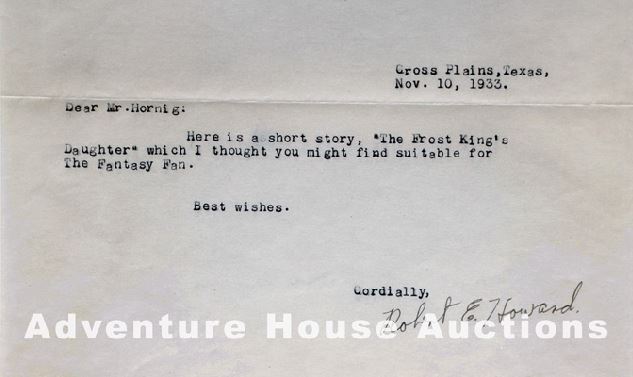 Cross Plains,Texas,
Nov. 10, 1933.
Dear Mr.Hornig:
Here is a short story, "The Frost King's
Daughter" which I thought you might find suitable for
The Fantasy Fan.
Best wishes.
Cordially,
Robert E. Howard.
Adventure House Auctions